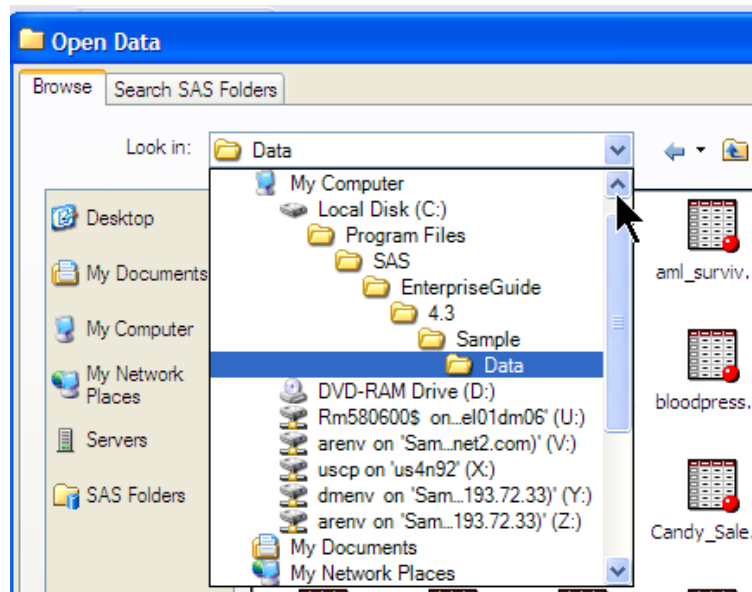 Open Data
Browse Search SAS Folders
Look in: Data
My Computer
Local Disk (C:)
Program Files
SAS
EnterpriseGuide
4.3
Sample
Data
DVD-RAM Drive (D:)
Rm580600$ on...el01dm06' (U:)
arenv on 'Sam...net2.com)' (V:)
uscp on 'us4n92' (X:)
dmenv on 'Sam...193.72.33)' (Y:)
arenv on 'Sam...193.72.33)' (Z:)
My Documents
My Network Places
Desktop
My Documents
My Computer
My Network
Places
Servers
SAS Folders
aml_surviv.
bloodpress.
Candy_Sale.